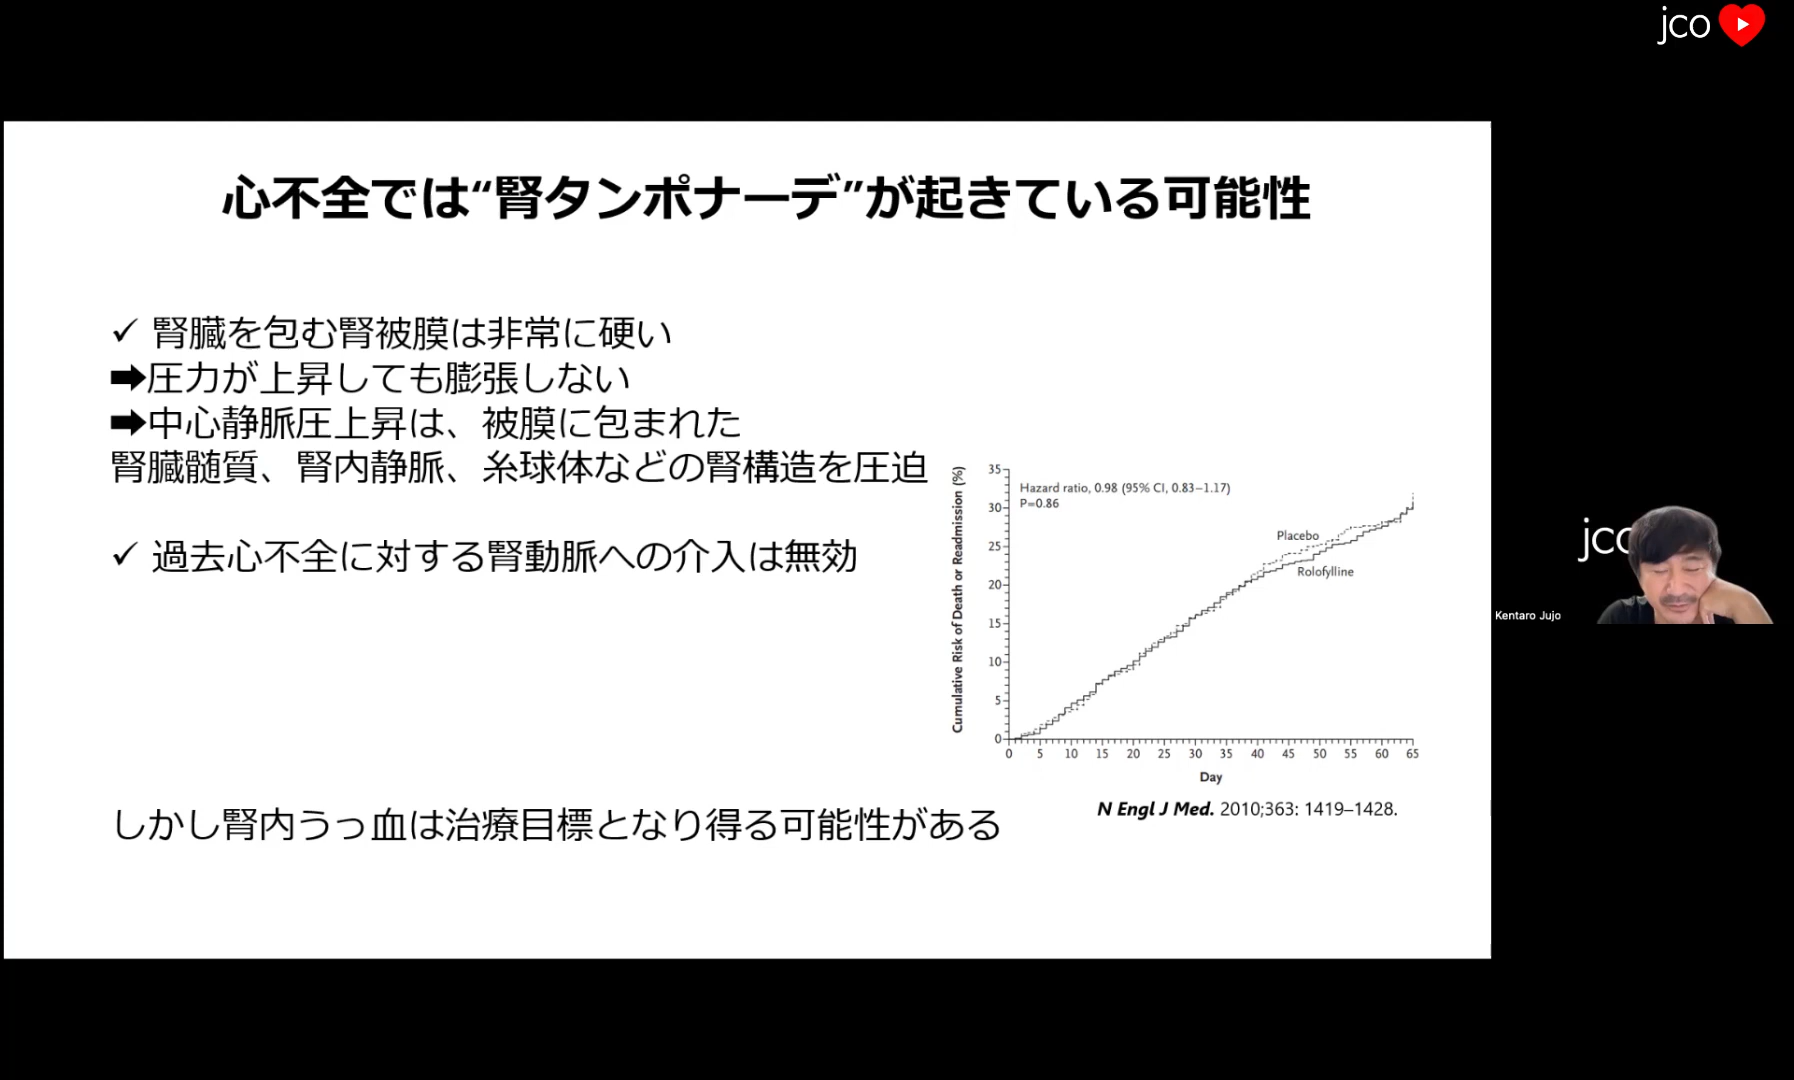 jco
心不全では“腎タンポナーデ”が起きている可能性
✓ 腎臓を包む腎被膜は非常に硬い
➡圧力が上昇しても膨張しない
➡中心静脈圧上昇は、被膜に包まれた
腎臓髄質、腎内静脈、糸球体などの腎構造を圧迫
✓ 過去心不全に対する腎動脈への介入は無効
しかし腎内うっ血は治療目標となり得る可能性がある
Cumulative Risk of Death or Readmission (%)
35
30
25
20
15
10
5
0
Hazard ratio, 0.98 (95% CI, 0.83–1.17)
P=0.86
Placebo
Rolofylline
0 5 10 15 20 25 30 35 40 45 50 55 60 65
Day
N Engl J Med. 2010;363: 1419–1428.
jco
Kentaro Jujo